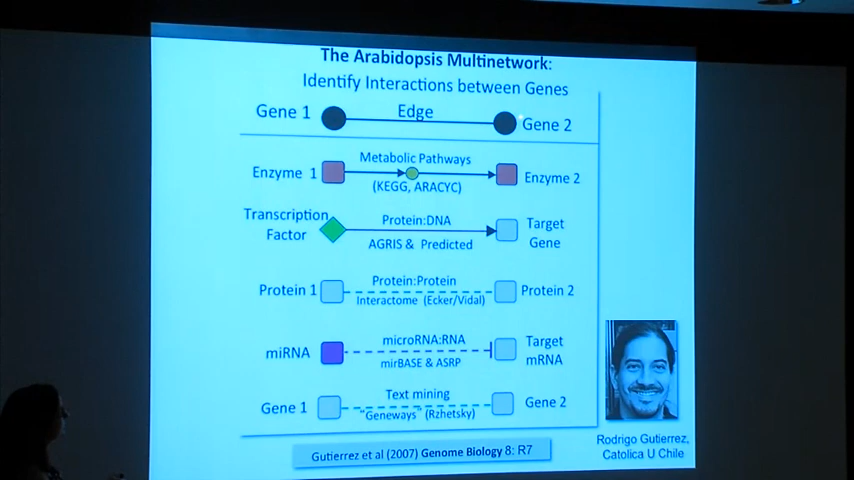 The Arabidopsis Multinetwork:
Identify Interactions between Genes
Gene 1 Edge Gene 2
Enzyme 1 Metabolic Pathways (KEGG, ARACYC) Enzyme 2
Transcription Factor Protein:DNA AGRIS & Predicted Target Gene
Protein 1 Protein:Protein Interactome (Ecker/Vidal) Protein 2
miRNA microRNA:RNA mirBASE & ASRP Target mRNA
Gene 1 Text mining "Geneways" (Rzhetsky) Gene 2
Rodrigo Gutierrez,
Catolica U Chile
Gutierrez et al (2007) Genome Biology 8: R7